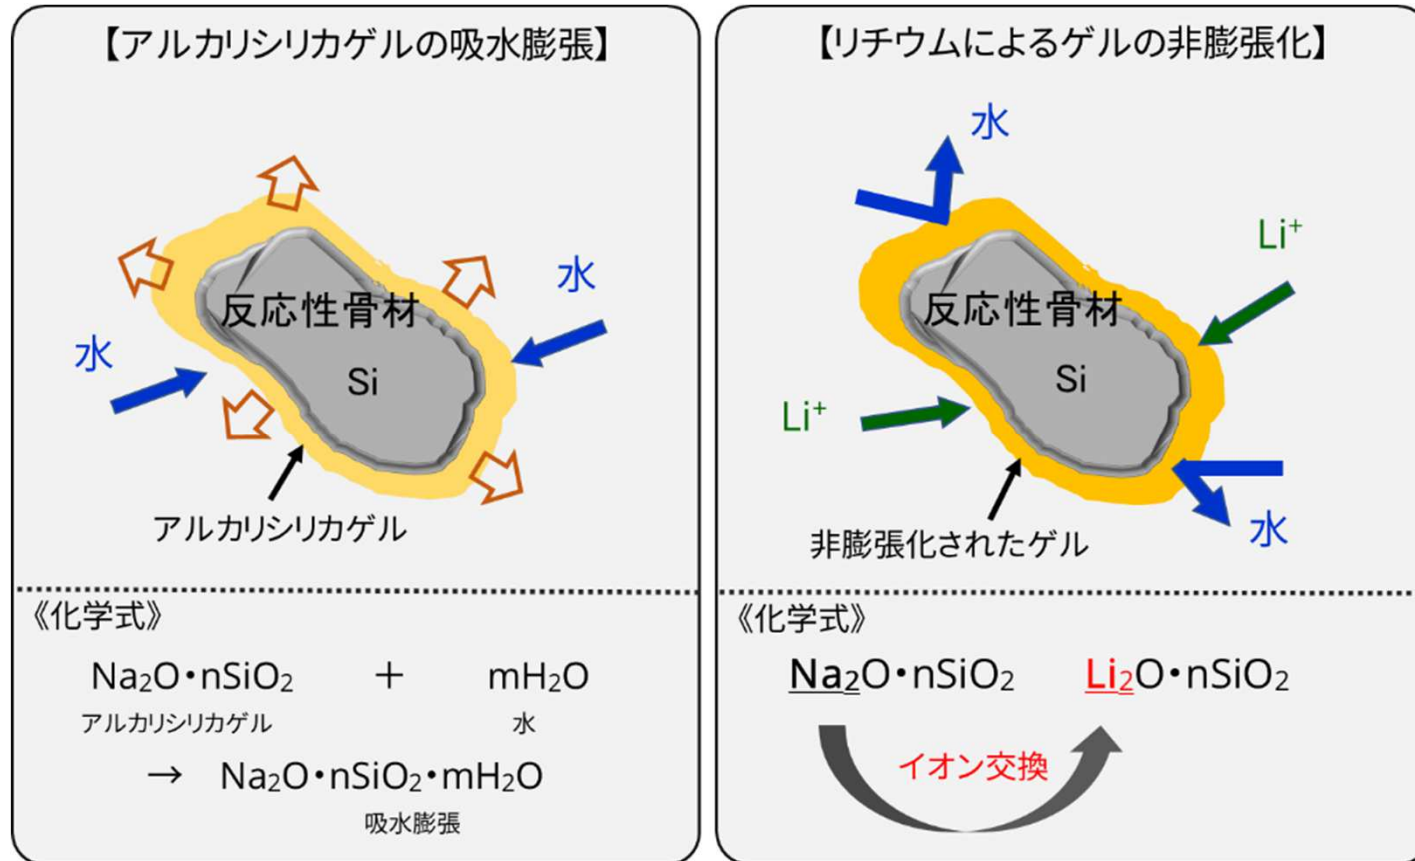 【アルカリシリカゲルの吸水膨張】
水
水
反応性骨材
Si
アルカリシリカゲル
《化学式》
Na₂O・nSiO₂ + mH₂O
アルカリシリカゲル 水
→ Na₂O・nSiO₂・mH₂O
吸水膨張
【リチウムによるゲルの非膨張化】
水
Li⁺
反応性骨材
Si
Li⁺
水
非膨張化されたゲル
《化学式》
Na₂O・nSiO₂ Li₂O・nSiO₂
イオン交換